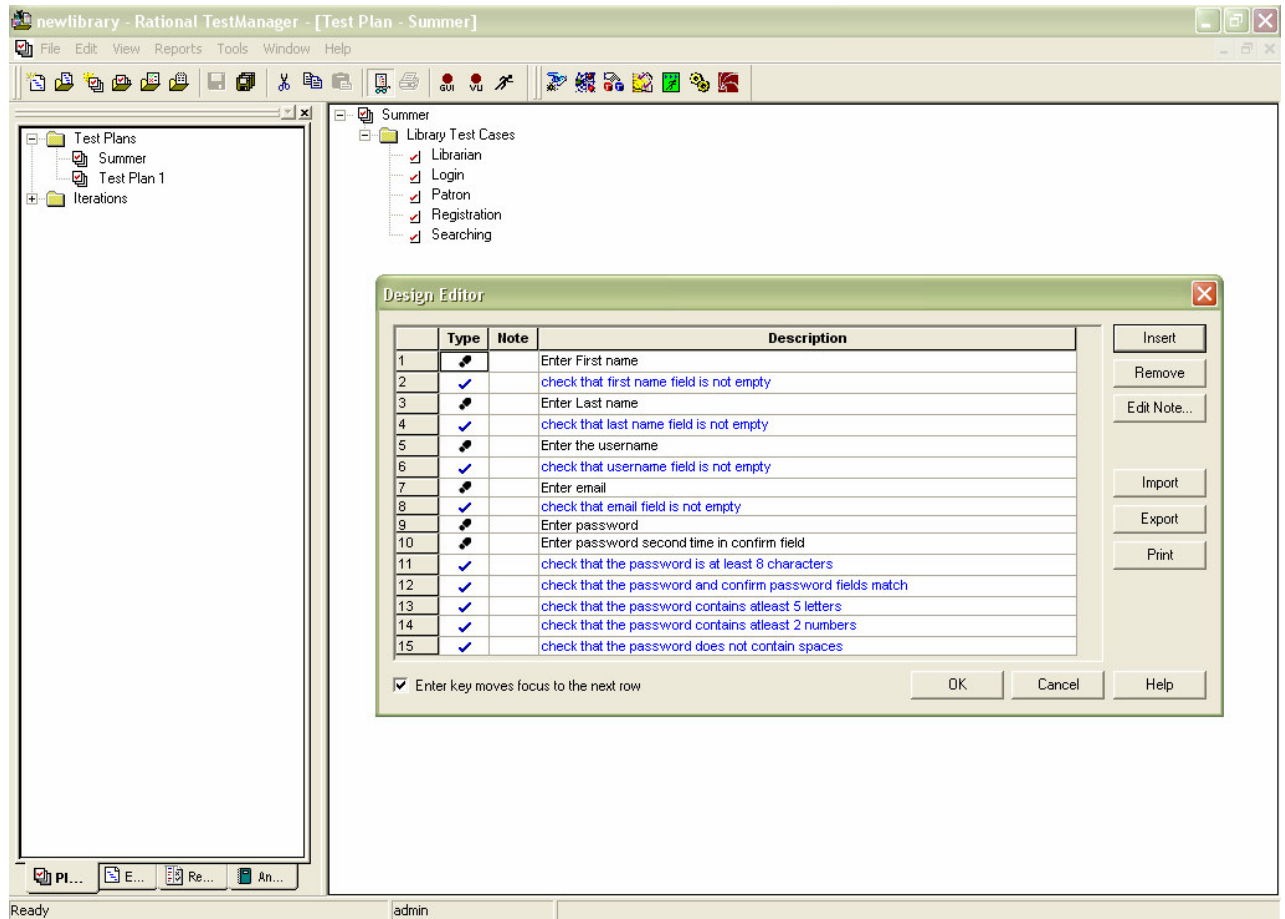 newlibrary - Rational TestManager - [Test Plan - Summer]
File Edit View Reports Tools Window Help
GUI VU
Test Plans
Summer
Test Plan 1
Iterations
Summer
Library Test Cases
Librarian
Login
Patron
Registration
Searching
Design Editor
Type Note Description
1 Enter First name
2 check that first name field is not empty
3 Enter Last name
4 check that last name field is not empty
5 Enter the username
6 check that username field is not empty
7 Enter email
8 check that email field is not empty
9 Enter password
10 Enter password second time in confirm field
11 check that the password is at least 8 characters
12 check that the password and confirm password fields match
13 check that the password contains atleast 5 letters
14 check that the password contains atleast 2 numbers
15 check that the password does not contain spaces
Insert
Remove
Edit Note...
Import
Export
Print
Enter key moves focus to the next row
OK Cancel Help
Pl... E... Re... An...
Ready admin